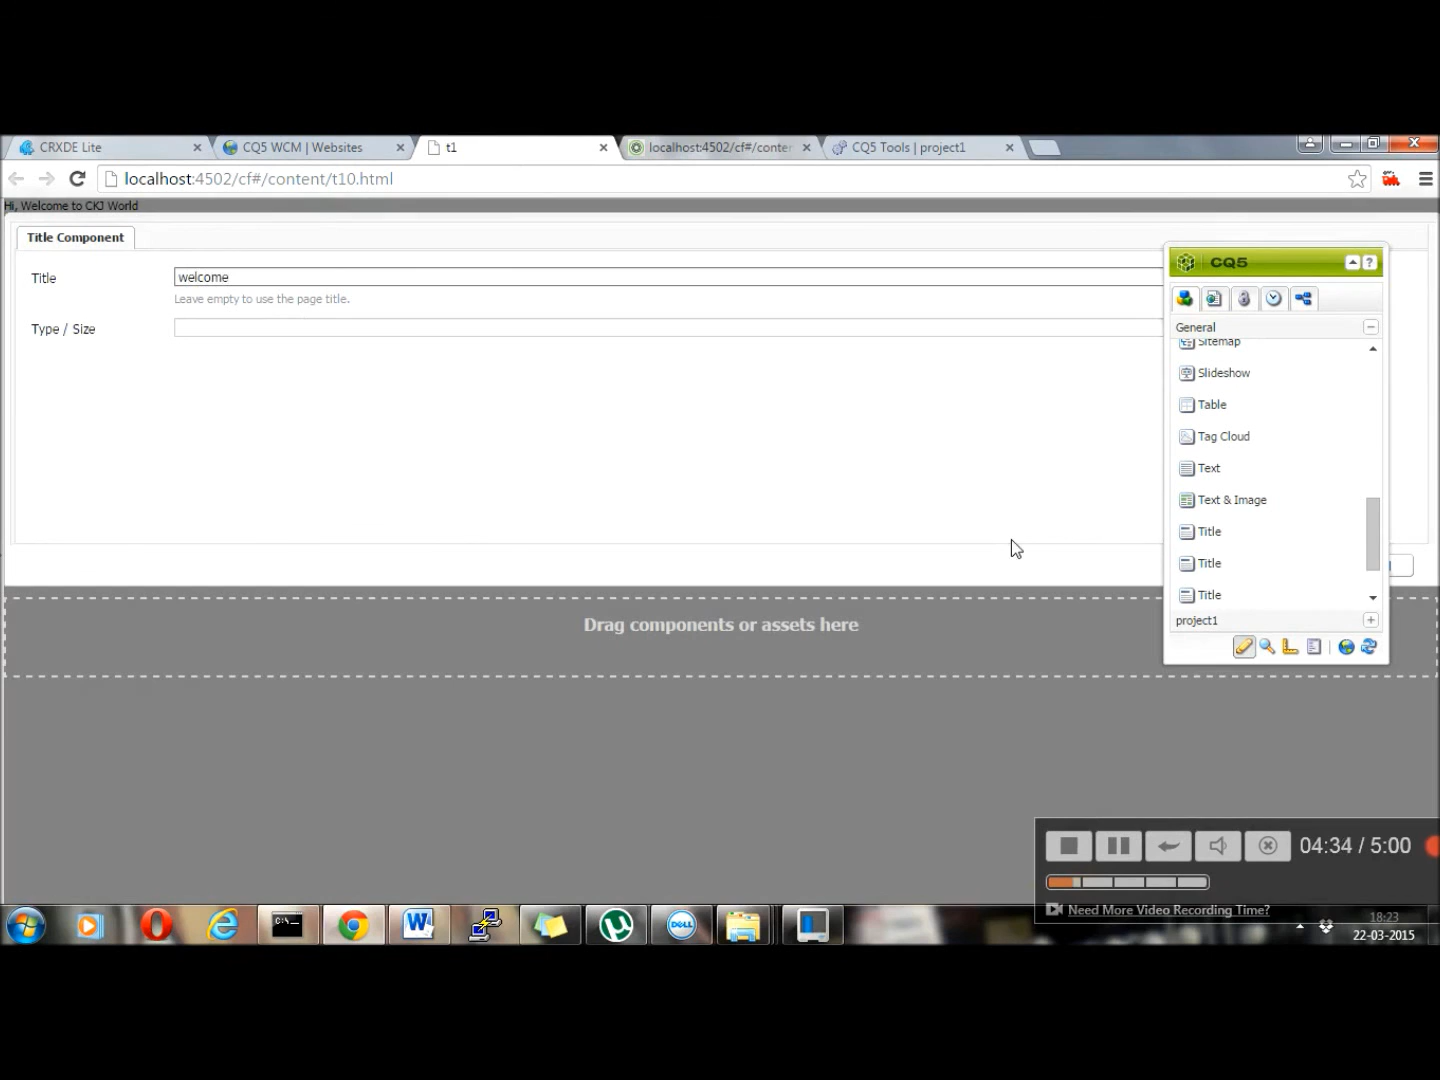 CRXDE Lite
CQ5 WCM | Websites
t1
localhost:4502/cf#/conter
CQ5 Tools | project1
localhost:4502/cf#/content/t10.html
Hi, Welcome to CKJ World
Title Component
Title
welcome
Leave empty to use the page title.
Type / Size
CQ5
General
Sitemap
Slideshow
Table
Tag Cloud
Text
Text & Image
Title
Title
Title
project1
Drag components or assets here
04:34 / 5:00
Need More Video Recording Time?
C:\.
DELL
18:23
22-03-2015